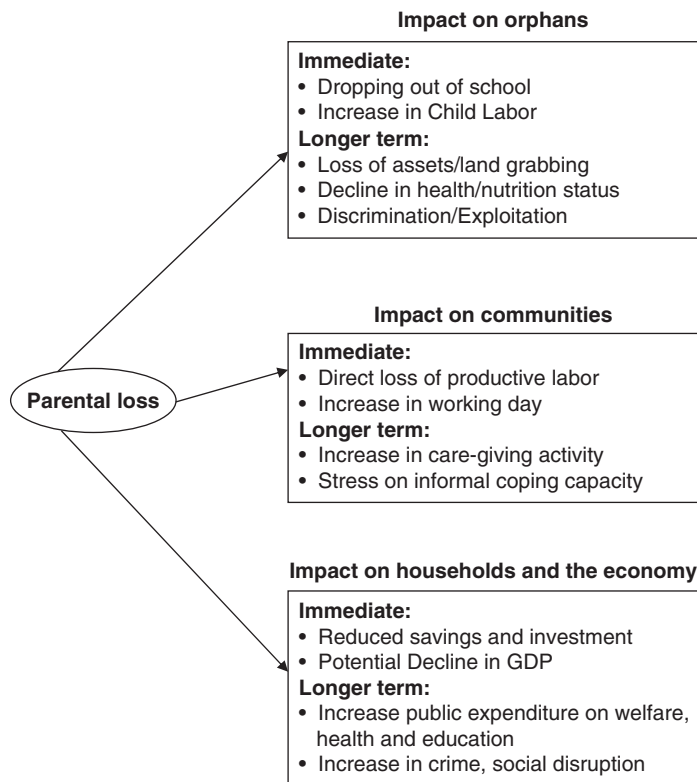 Impact on orphans
Immediate:
• Dropping out of school
• Increase in Child Labor
Longer term:
• Loss of assets/land grabbing
• Decline in health/nutrition status
• Discrimination/Exploitation
Impact on communities
Immediate:
• Direct loss of productive labor
• Increase in working day
Longer term:
• Increase in care-giving activity
• Stress on informal coping capacity
Parental loss
Impact on households and the economy
Immediate:
• Reduced savings and investment
• Potential Decline in GDP
Longer term:
• Increase public expenditure on welfare,
health and education
• Increase in crime, social disruption